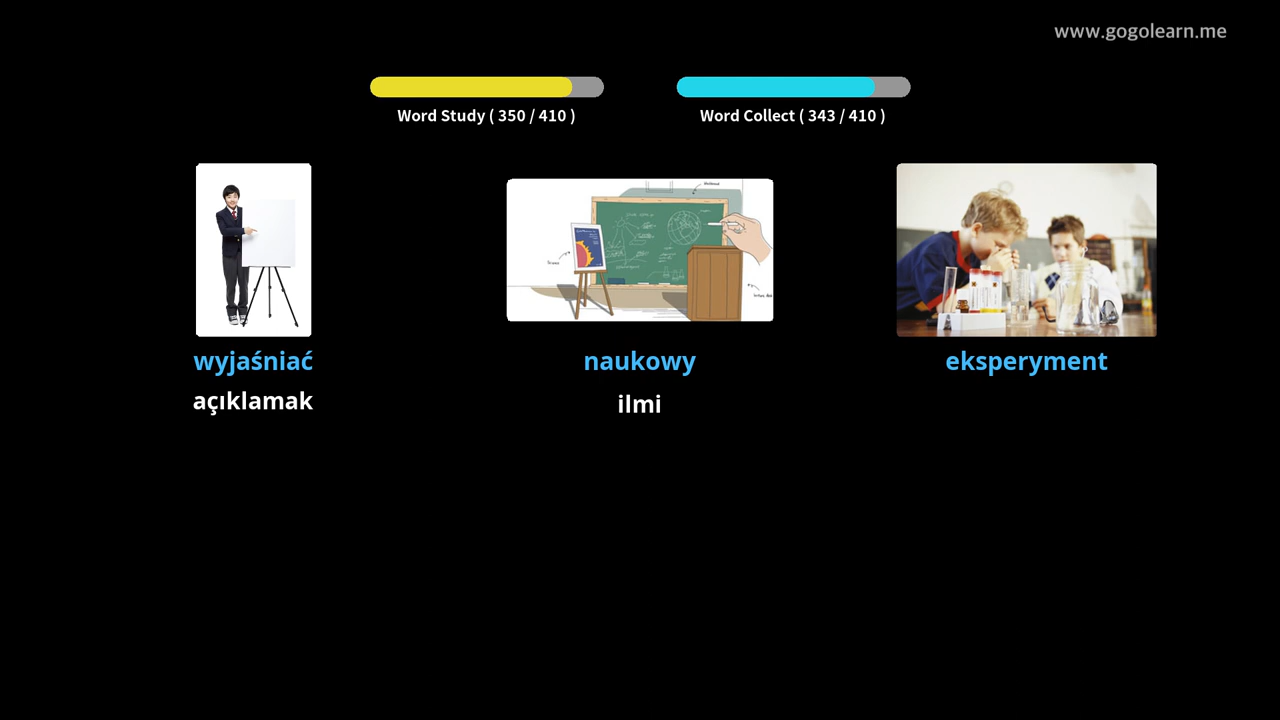 www.gogolearn.me
Word Study ( 350 / 410 )
Word Collect ( 343 / 410 )
wyjaśniać
naukowy
eksperyment
açıklamak
ilmi